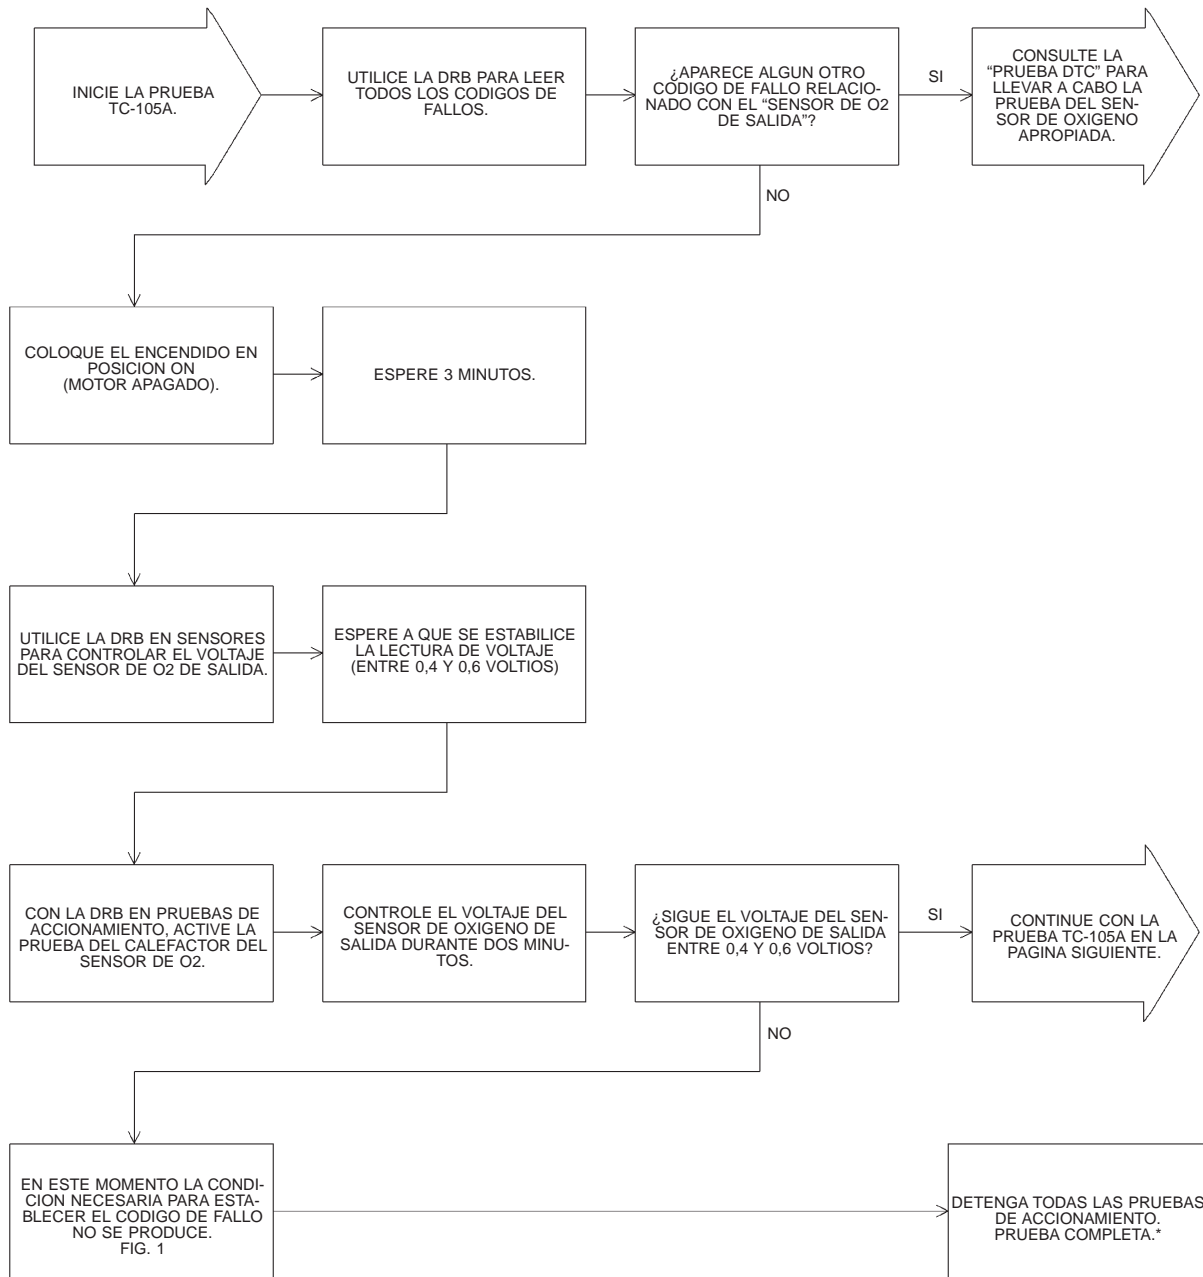 INICIE LA PRUEBA
TC-105A.
UTILICE LA DRB PARA LEER
TODOS LOS CODIGOS DE
FALLOS.
¿APARECE ALGUN OTRO
CODIGO DE FALLO RELACIO-
NADO CON EL “SENSOR DE O2
DE SALIDA”?
SI
CONSULTE LA
“PRUEBA DTC” PARA
LLEVAR A CABO LA
PRUEBA DEL SEN-
SOR DE OXIGENO
APROPIADA.
NO
COLOQUE EL ENCENDIDO EN
POSICION ON
(MOTOR APAGADO).
ESPERE 3 MINUTOS.
UTILICE LA DRB EN SENSORES
PARA CONTROLAR EL VOLTAJE
DEL SENSOR DE O2 DE SALIDA.
ESPERE A QUE SE ESTABILICE
LA LECTURA DE VOLTAJE
(ENTRE 0,4 Y 0,6 VOLTIOS)
CON LA DRB EN PRUEBAS DE
ACCIONAMIENTO, ACTIVE LA
PRUEBA DEL CALEFACTOR DEL
SENSOR DE O2.
CONTROLE EL VOLTAJE DEL
SENSOR DE OXIGENO DE
SALIDA DURANTE DOS MINU-
TOS.
¿SIGUE EL VOLTAJE DEL SEN-
SOR DE OXIGENO DE SALIDA
ENTRE 0,4 Y 0,6 VOLTIOS?
SI
CONTINUE CON LA
PRUEBA TC-105A EN LA
PAGINA SIGUIENTE.
NO
EN ESTE MOMENTO LA CONDI-
CION NECESARIA PARA ESTA-
BLECER EL CODIGO DE FALLO
NO SE PRODUCE.
FIG. 1
DETENGA TODAS LAS PRUEBAS
DE ACCIONAMIENTO.
PRUEBA COMPLETA.*